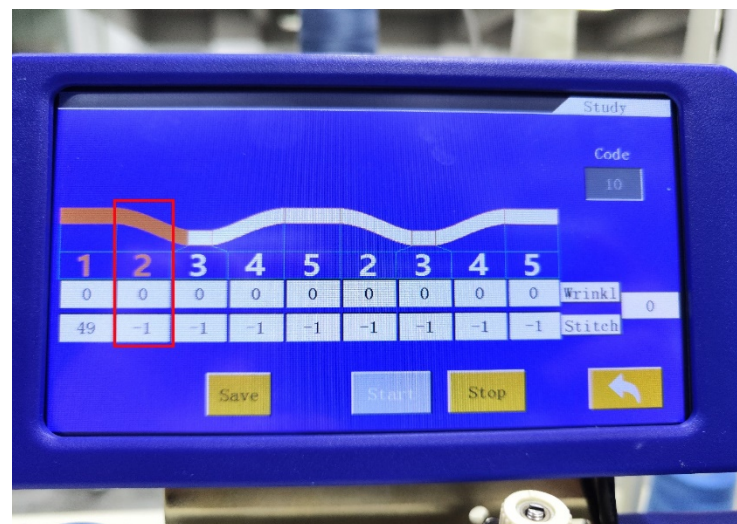 Study
Code
10
1 2 3 4 5 2 3 4 5
0 0 0 0 0 0 0 0 0 Wrinkl 0
49 -1 -1 -1 -1 -1 -1 -1 -1 Stitch
Save Start Stop